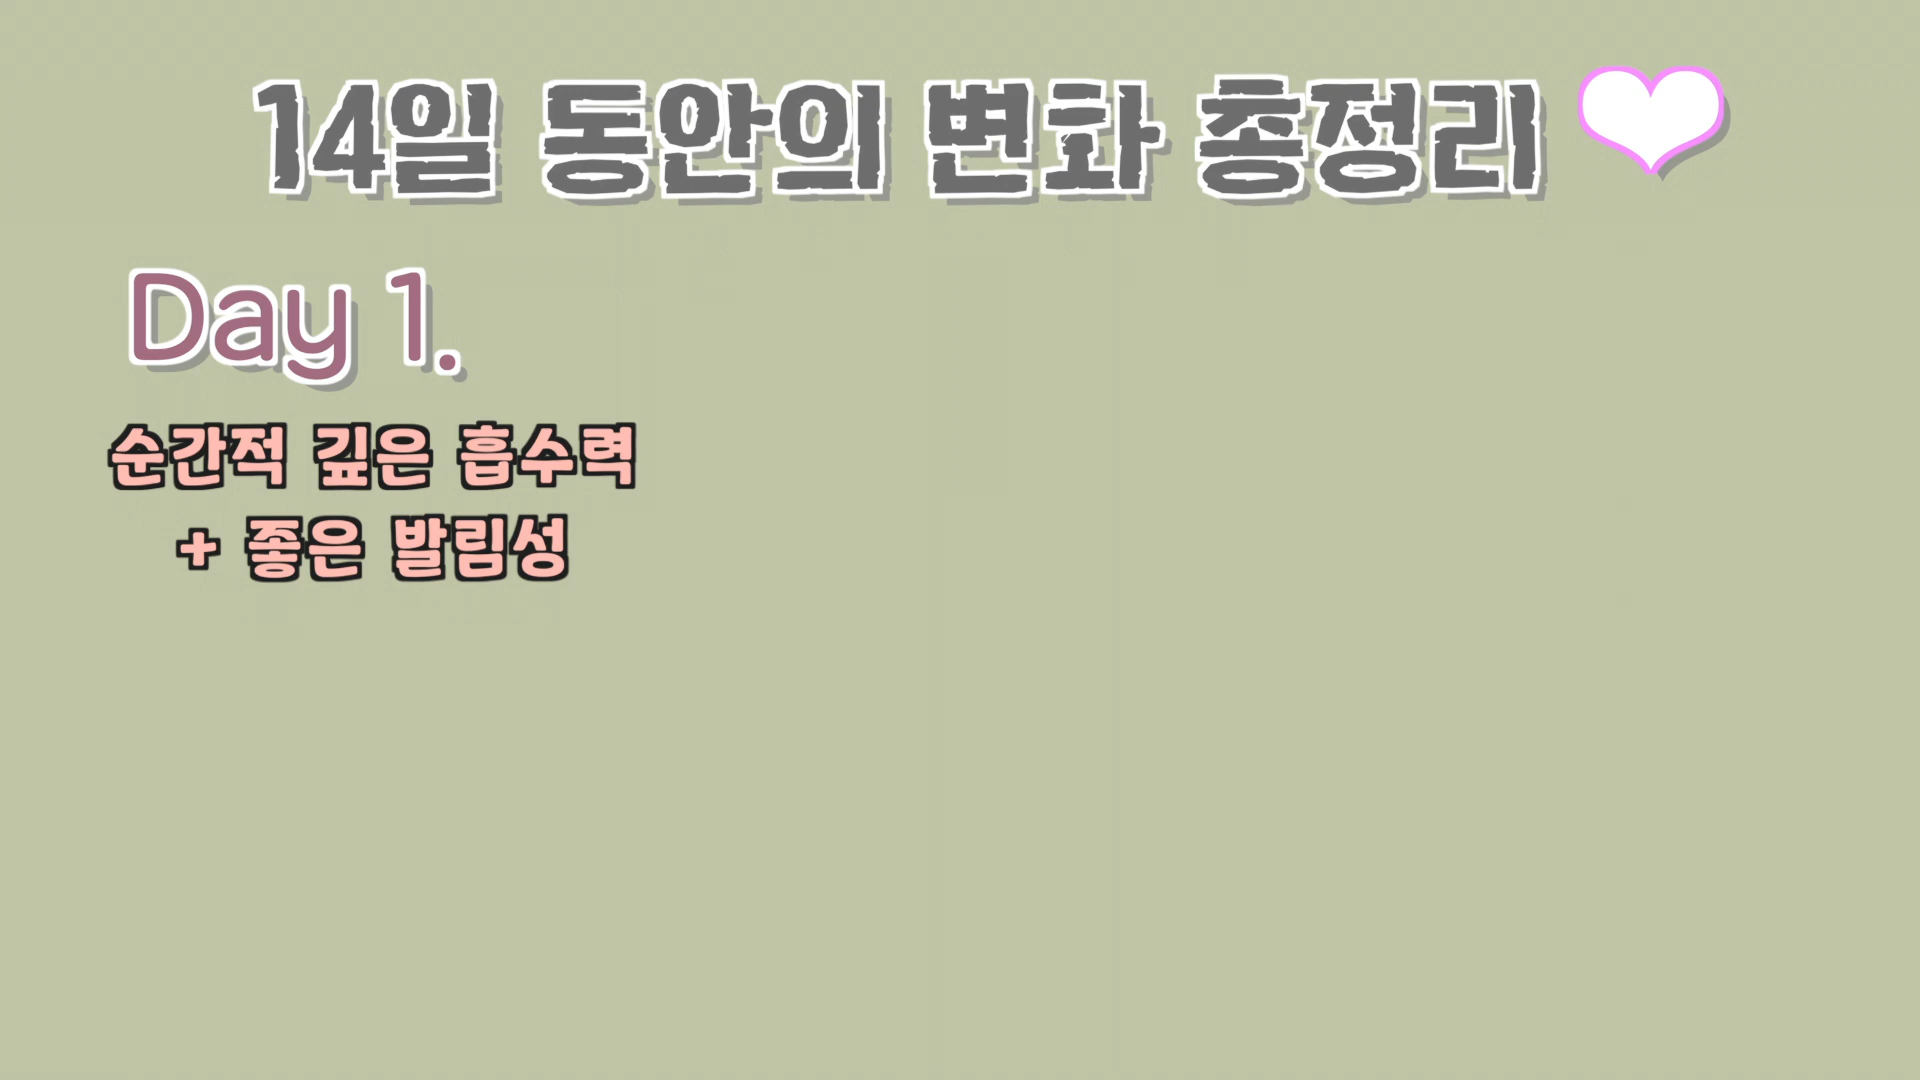 14일 동안의 변화 총정리 ♥
Day 1.
순간적 깊은 흡수력
+ 좋은 발림성